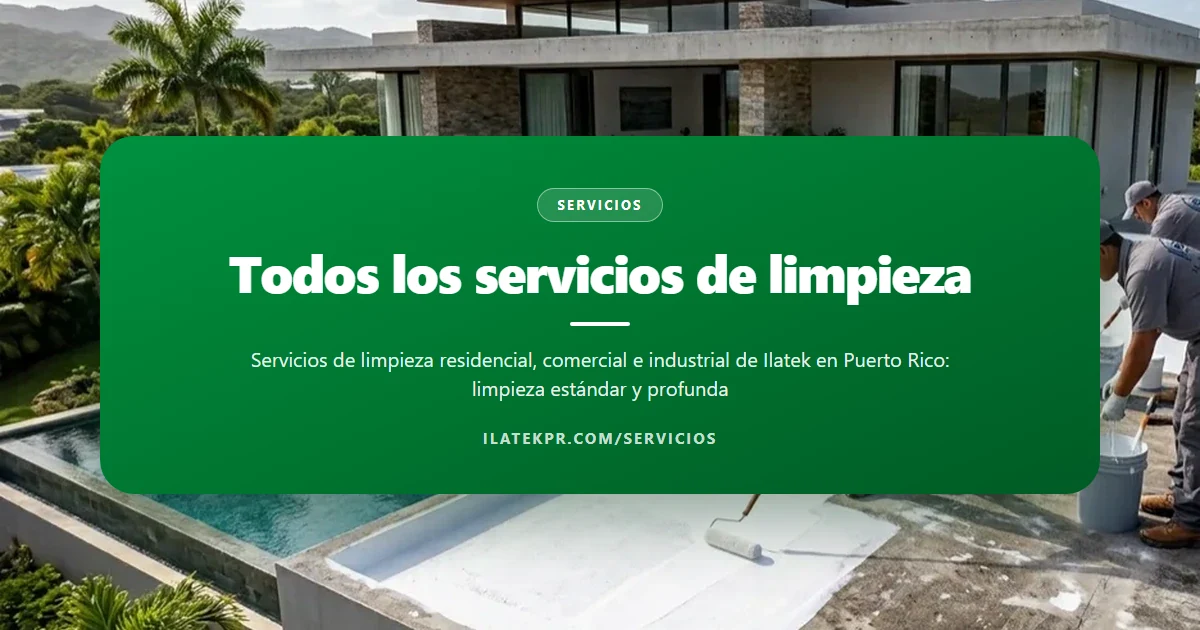 SERVICIOS
Todos los servicios de limpieza
Servicios de limpieza residencial, comercial e industrial de Ilatek en Puerto Rico:
limpieza estándar y profunda
ILATEKPR.COM/SERVICIOS